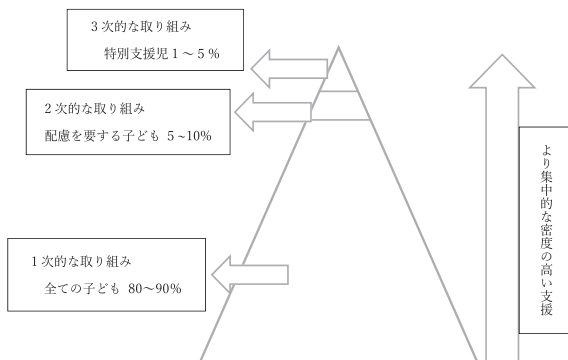 3次的な取り組み
特別支援児1～5%
2次的な取り組み
配慮を要する子ども 5~10%
1次的な取り組み
全ての子ども 80～90%
より集中的な密度の高い支援